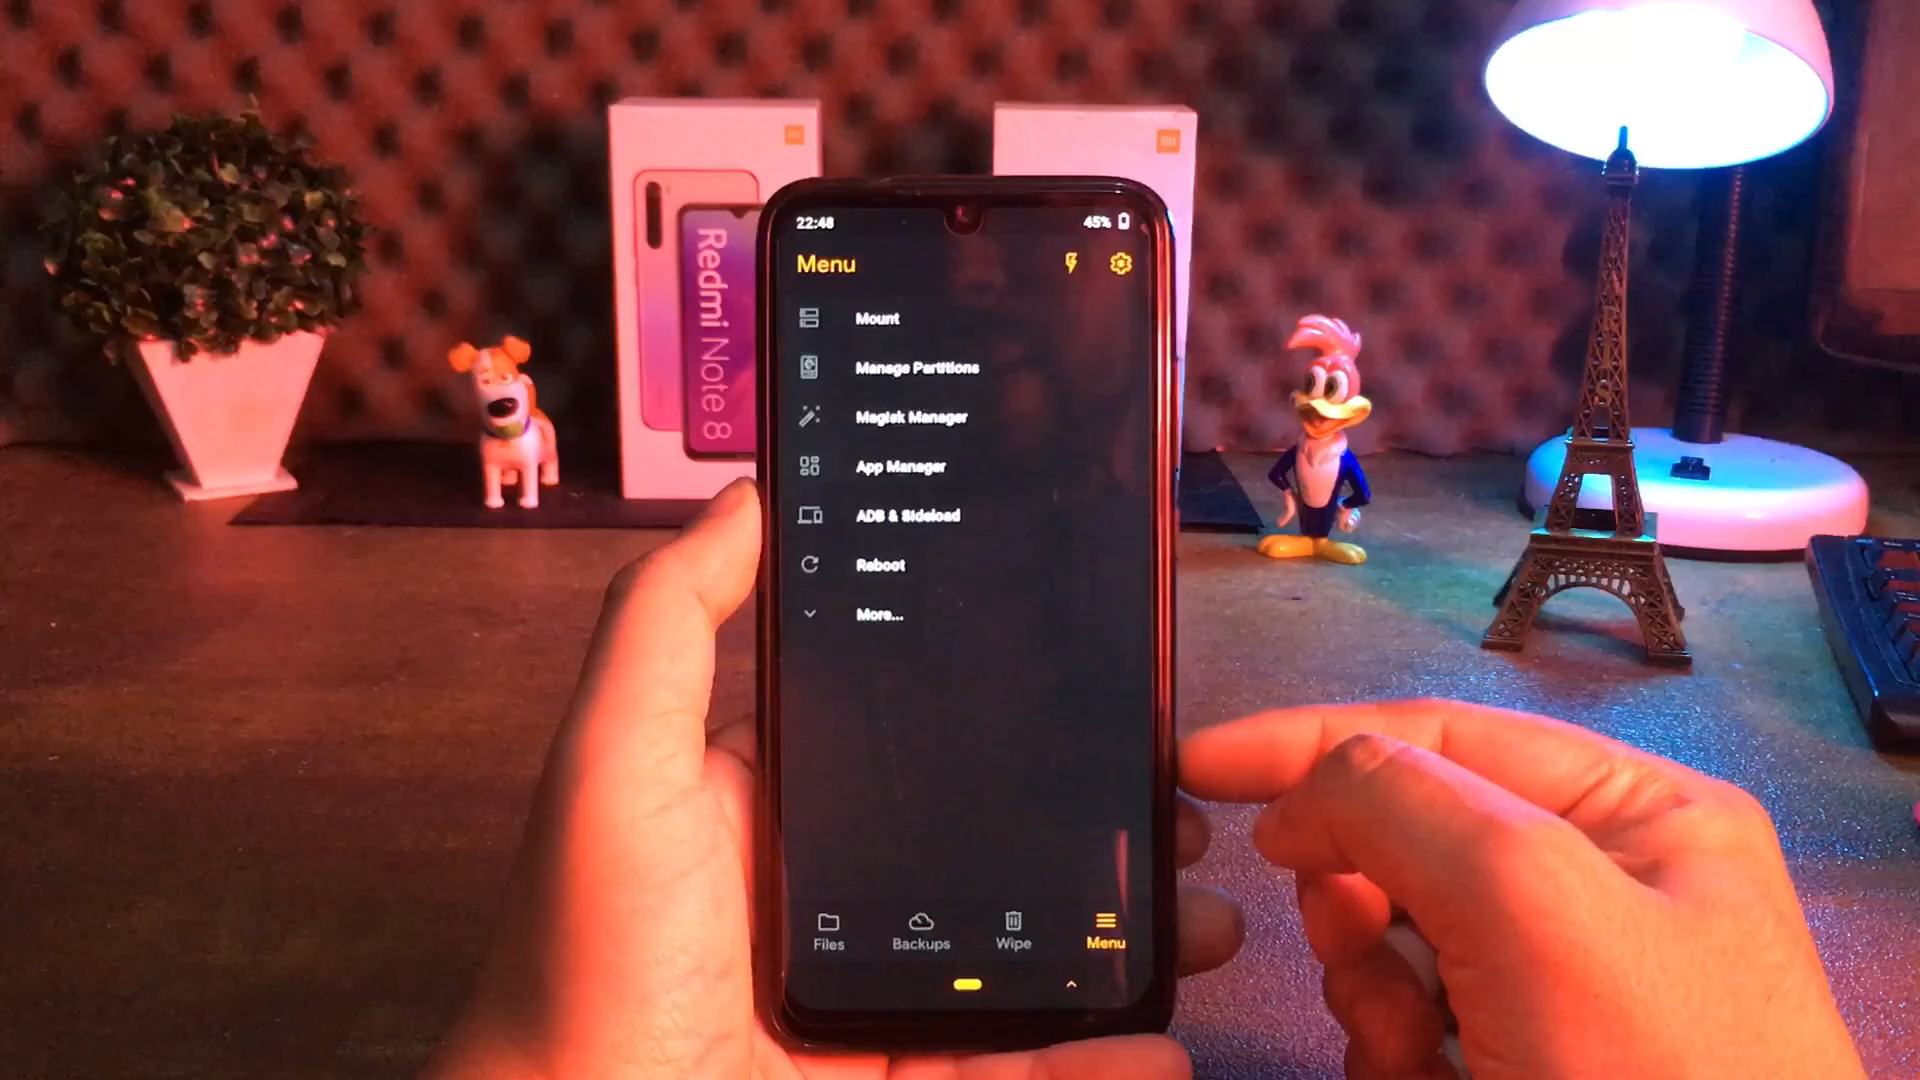 Redmi Note 8
22:48
45%
Menu
Mount
Manage Partitions
Magisk Manager
App Manager
ADB & Sideload
Reboot
More...
Files
Backups
Wipe
Menu